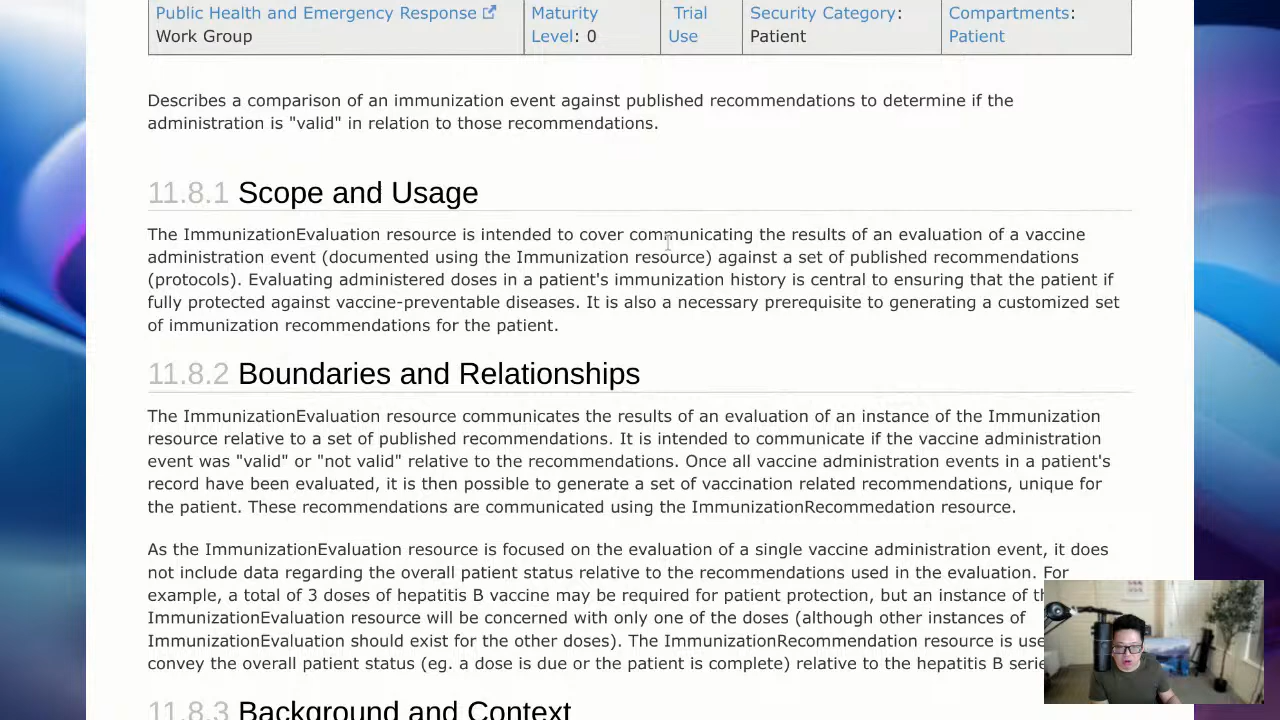 Public Health and Emergency Response
Work Group
Maturity
Level: 0
Trial
Use
Security Category:
Patient
Compartments:
Patient
Describes a comparison of an immunization event against published recommendations to determine if the
administration is "valid" in relation to those recommendations.
11.8.1 Scope and Usage
The ImmunizationEvaluation resource is intended to cover communicating the results of an evaluation of a vaccine
administration event (documented using the Immunization resource) against a set of published recommendations
(protocols). Evaluating administered doses in a patient's immunization history is central to ensuring that the patient if
fully protected against vaccine-preventable diseases. It is also a necessary prerequisite to generating a customized set
of immunization recommendations for the patient.
11.8.2 Boundaries and Relationships
The ImmunizationEvaluation resource communicates the results of an evaluation of an instance of the Immunization
resource relative to a set of published recommendations. It is intended to communicate if the vaccine administration
event was "valid" or "not valid" relative to the recommendations. Once all vaccine administration events in a patient's
record have been evaluated, it is then possible to generate a set of vaccination related recommendations, unique for
the patient. These recommendations are communicated using the ImmunizationRecommedation resource.
As the ImmunizationEvaluation resource is focused on the evaluation of a single vaccine administration event, it does
not include data regarding the overall patient status relative to the recommendations used in the evaluation. For
example, a total of 3 doses of hepatitis B vaccine may be required for patient protection, but an instance of
ImmunizationEvaluation resource will be concerned with only one of the doses (although other instances of
ImmunizationEvaluation should exist for the other doses). The ImmunizationRecommendation resource is
convey the overall patient status (eg. a dose is due or the patient is complete) relative to the hepatitis B
11.8.3 Background and Context